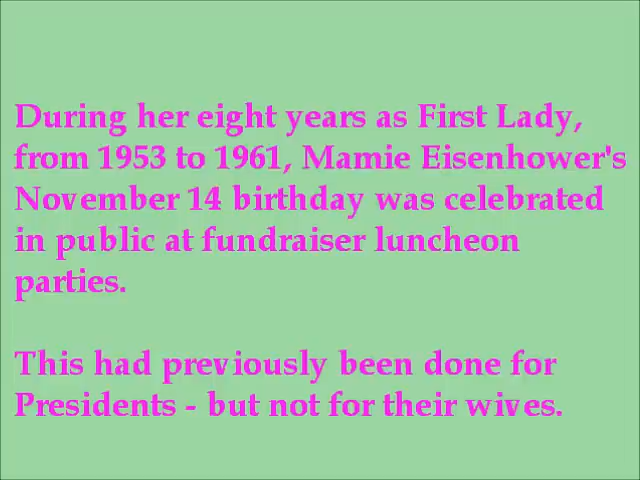 During her eight years as First Lady,
from 1953 to 1961, Mamie Eisenhower's
November 14 birthday was celebrated
in public at fundraiser luncheon
parties.
This had previously been done for
Presidents - but not for their wives.